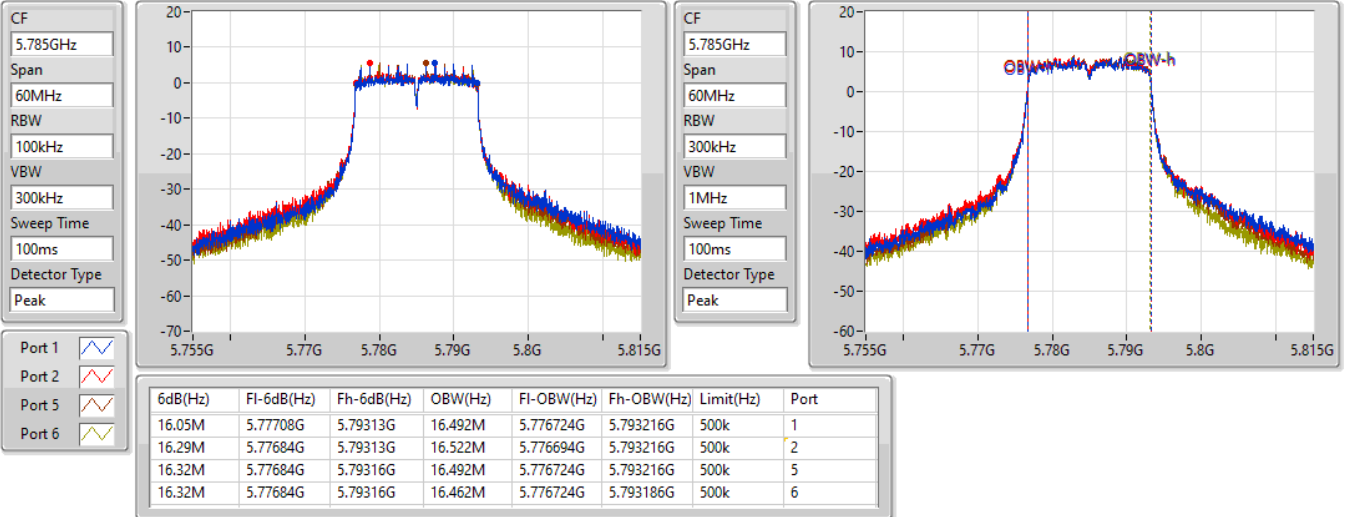 CF
5.785GHz
Span
60MHz
RBW
100kHz
VBW
300kHz
Sweep Time
100ms
Detector Type
Peak
20
10
0
-10
-20
-30
-40
-50
-60
-70
5.755G 5.77G 5.78G 5.79G 5.8G 5.815G
CF
5.785GHz
Span
60MHz
RBW
300kHz
VBW
1MHz
Sweep Time
100ms
Detector Type
Peak
20
10
0
-10
-20
-30
-40
-50
-60
OBW-h
5.755G 5.77G 5.78G 5.79G 5.8G 5.815G
Port 1
Port 2
Port 5
Port 6
6dB(Hz) Fl-6dB(Hz) Fh-6dB(Hz) OBW(Hz) Fl-OBW(Hz) Fh-OBW(Hz) Limit(Hz) Port
16.05M 5.77708G 5.79313G 16.492M 5.776724G 5.793216G 500k 1
16.29M 5.77684G 5.79313G 16.522M 5.776694G 5.793216G 500k 2
16.32M 5.77684G 5.79316G 16.492M 5.776724G 5.793216G 500k 5
16.32M 5.77684G 5.79316G 16.462M 5.776724G 5.793186G 500k 6